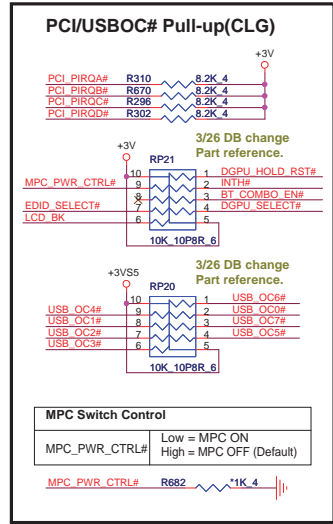 PCI/USBOC# Pull-up(CLG)
+3V
PCI_PIRQA# R310 8.2K_4
PCI_PIRQB# R670 8.2K_4
PCI_PIRQC# R296 8.2K_4
PCI_PIRQD# R302 8.2K_4
3/26 DB change
Part reference.
+3V
RP21
10 1 DGPU_HOLD_RST#
MPC_PWR_CTRL# 9 2 INTH#
8 3 BT_COMBO_EN#
EDID_SELECT# 7 4 DGPU_SELECT#
LCD_BK 6 5
10K_10P8R_6
3/26 DB change
Part reference.
+3VS5
RP20
10 1 USB_OC6#
USB_OC4# 9 2 USB_OC0#
USB_OC1# 8 3 USB_OC7#
USB_OC2# 7 4 USB_OC5#
USB_OC3# 6 5
10K_10P8R_6
MPC Switch Control
MPC_PWR_CTRL# Low = MPC ON
High = MPC OFF (Default)
MPC_PWR_CTRL# R682 *1K_4